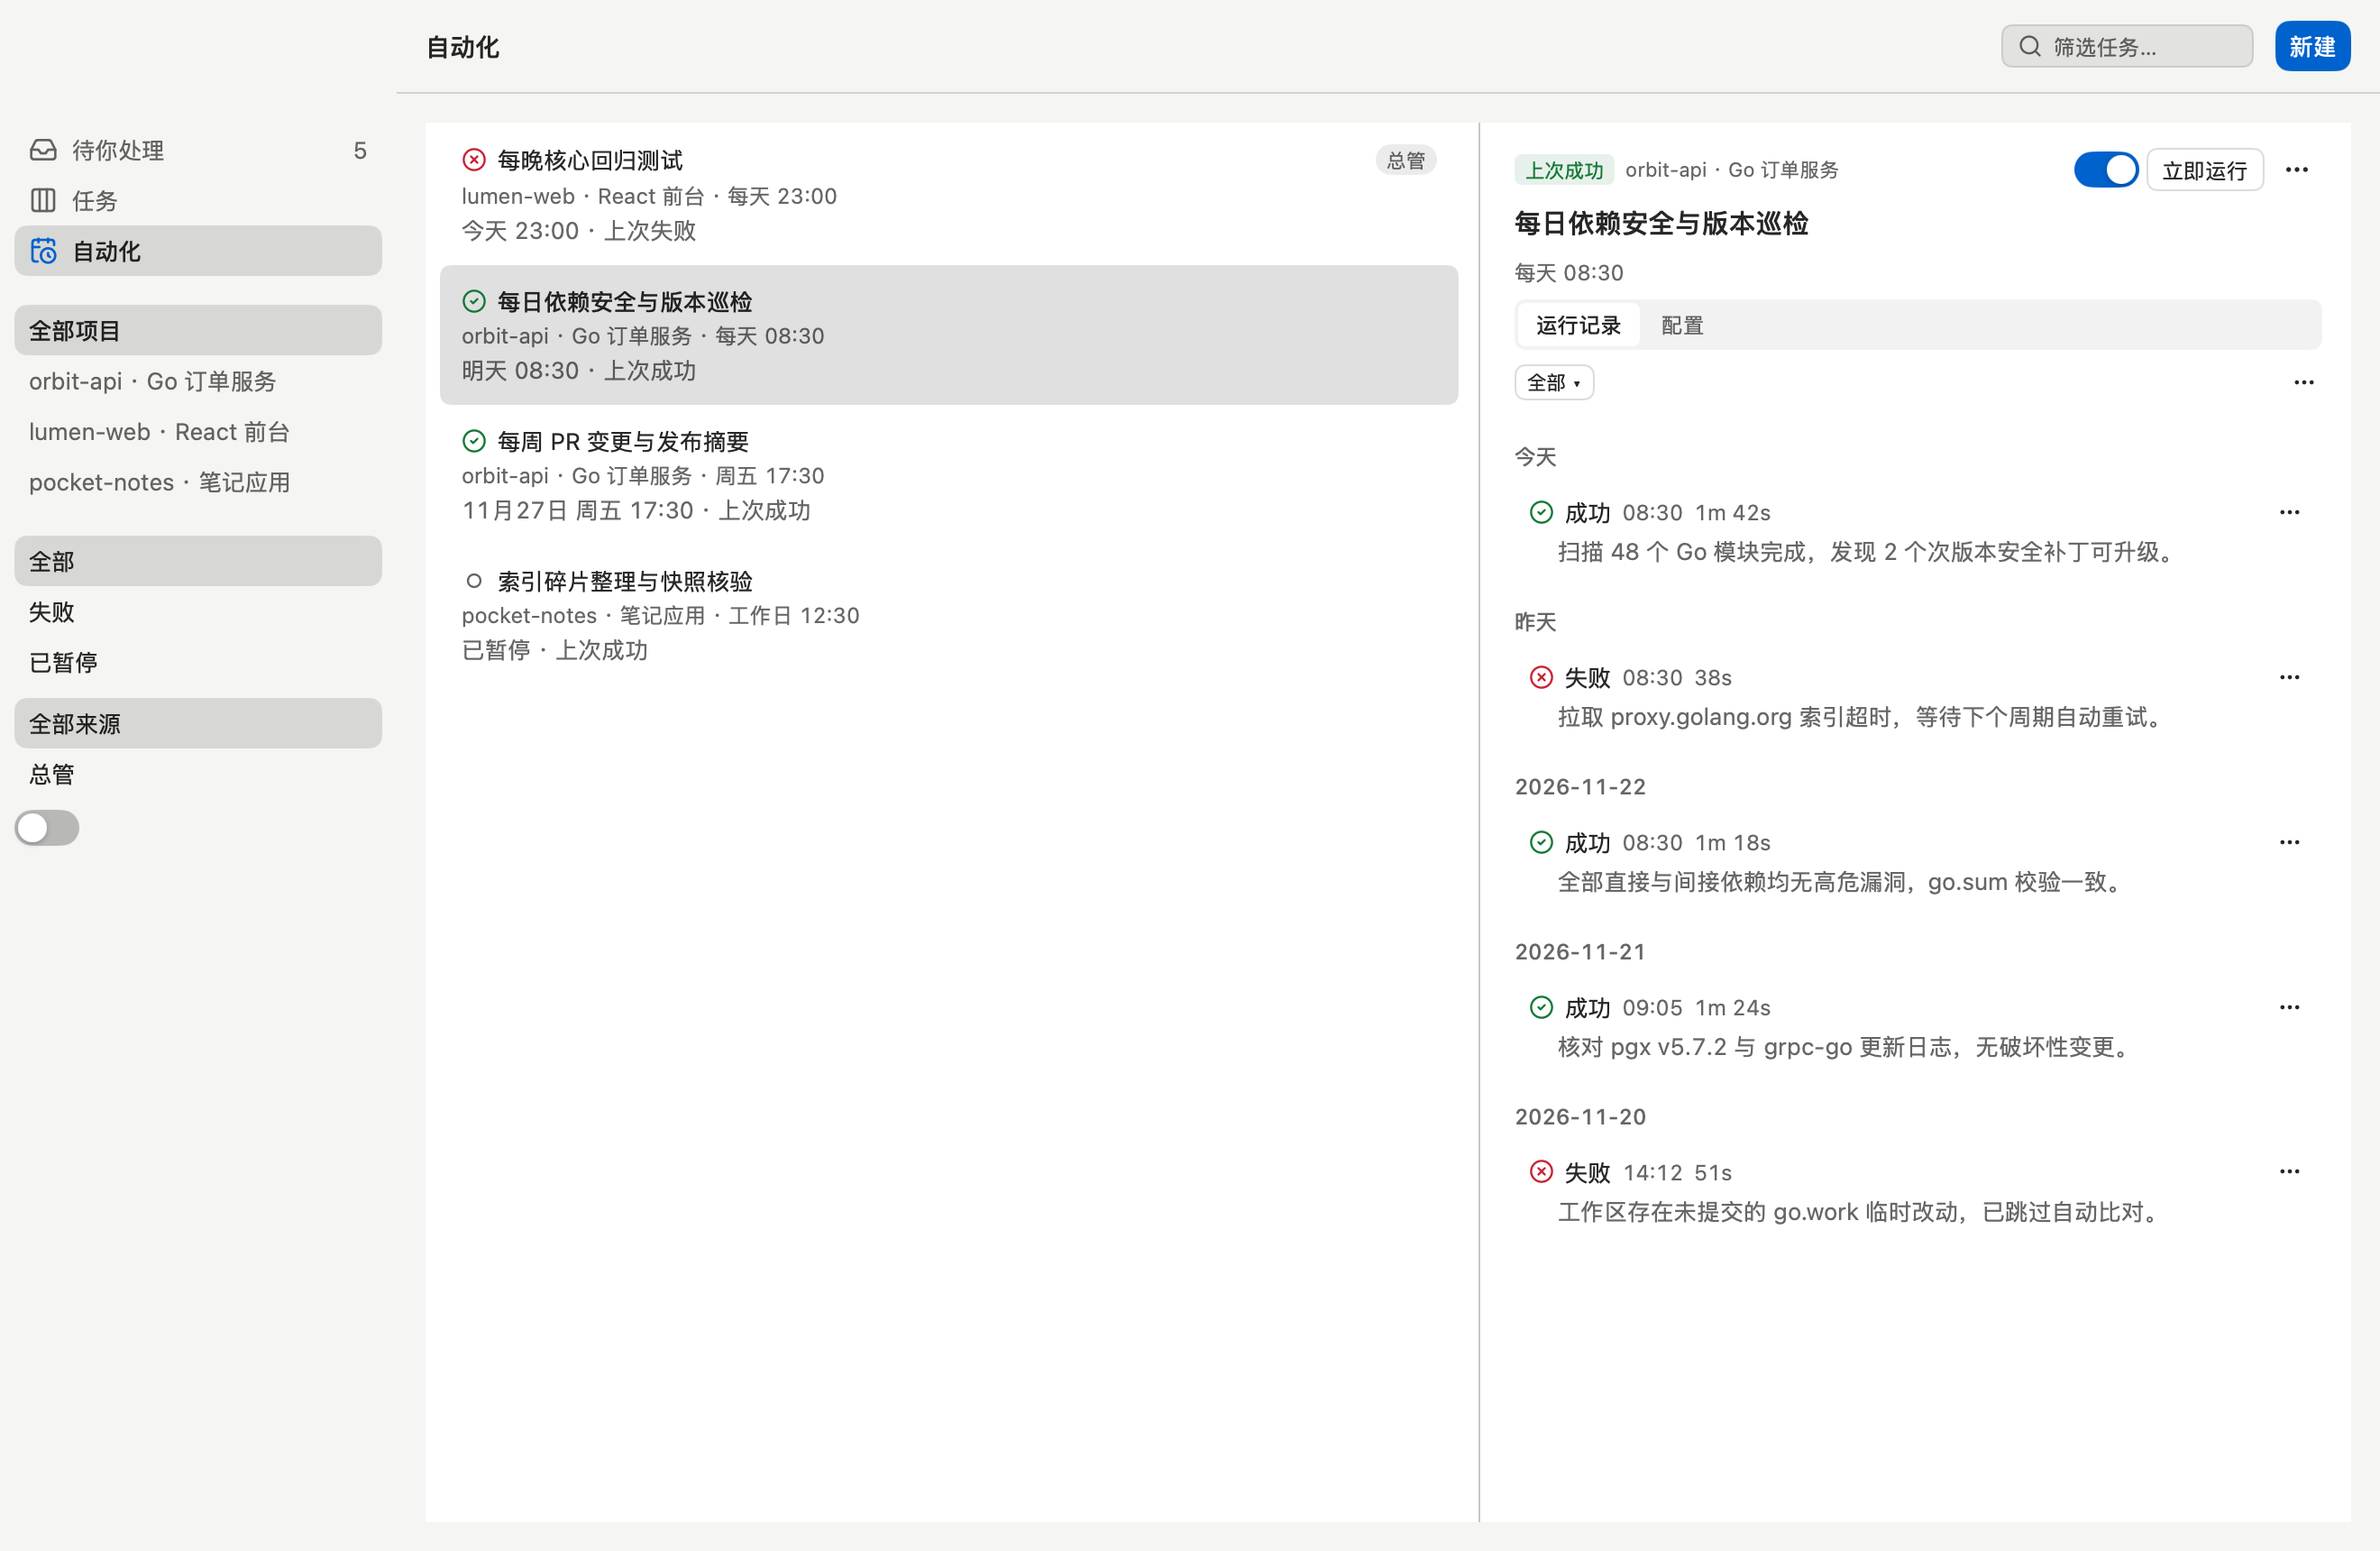 自动化
筛选任务...
新建
待你处理 5
任务
自动化
全部项目
orbit-api · Go 订单服务
lumen-web · React 前台
pocket-notes · 笔记应用
全部
失败
已暂停
全部来源
总管
每晚核心回归测试 总管
lumen-web · React 前台 · 每天 23:00
今天 23:00 · 上次失败
每日依赖安全与版本巡检
orbit-api · Go 订单服务 · 每天 08:30
明天 08:30 · 上次成功
每周 PR 变更与发布摘要
orbit-api · Go 订单服务 · 周五 17:30
11月27日 周五 17:30 · 上次成功
索引碎片整理与快照核验
pocket-notes · 笔记应用 · 工作日 12:30
已暂停 · 上次成功
上次成功 orbit-api · Go 订单服务 立即运行
每日依赖安全与版本巡检
每天 08:30
运行记录 配置
全部
今天
成功 08:30 1m 42s
扫描 48 个 Go 模块完成，发现 2 个次版本安全补丁可升级。
昨天
失败 08:30 38s
拉取 proxy.golang.org 索引超时，等待下个周期自动重试。
2026-11-22
成功 08:30 1m 18s
全部直接与间接依赖均无高危漏洞，go.sum 校验一致。
2026-11-21
成功 09:05 1m 24s
核对 pgx v5.7.2 与 grpc-go 更新日志，无破坏性变更。
2026-11-20
失败 14:12 51s
工作区存在未提交的 go.work 临时改动，已跳过自动比对。